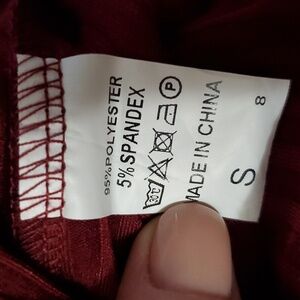 95%POLYESTER
5%SPANDEX
P
MADE IN CHINA
S
8